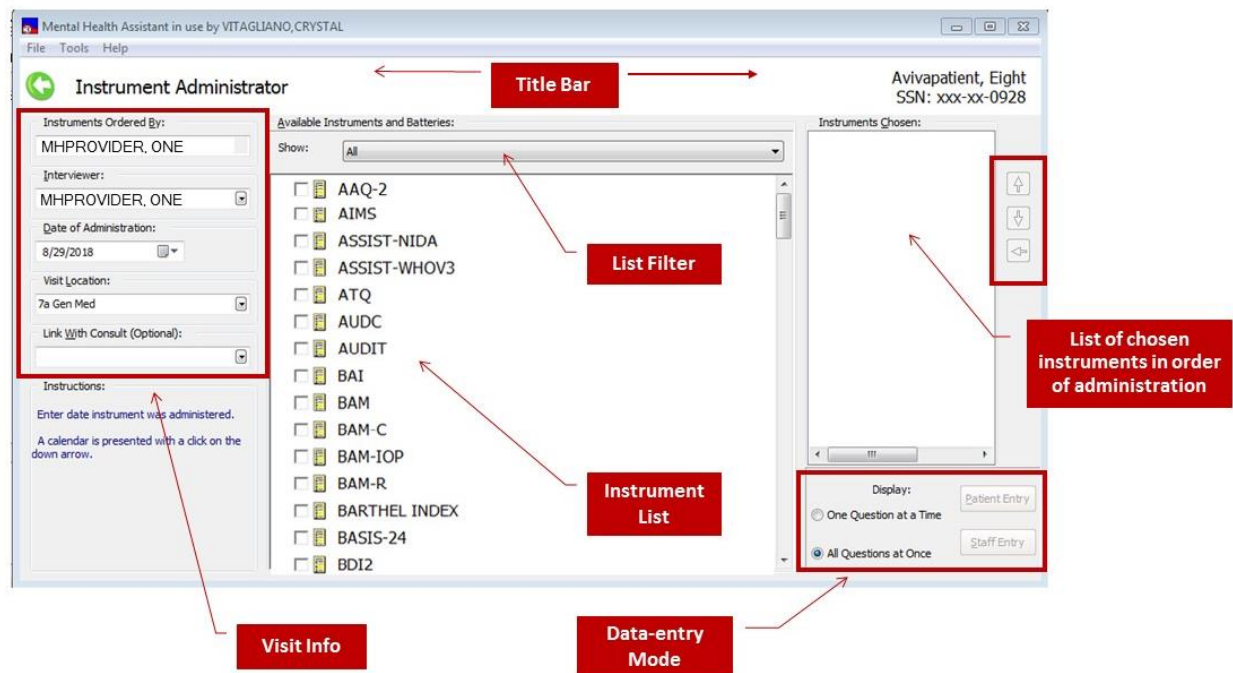 Mental Health Assistant in use by VITAGLIANO,CRYSTAL
File Tools Help
Instrument Administrator
Title Bar
Avivapatient, Eight
SSN: xxx-xx-0928
Instruments Ordered By:
MHPROVIDER, ONE
Interviewer:
MHPROVIDER, ONE
Date of Administration:
8/29/2018
Visit Location:
7a Gen Med
Link With Consult (Optional):
Instructions:
Enter date instrument was administered.
A calendar is presented with a click on the
down arrow.
Available Instruments and Batteries:
Show: All
AAQ-2
AIMS
ASSIST-NIDA
ASSIST-WHOV3
ATQ
AUDC
AUDIT
BAI
BAM
BAM-C
BAM-IOP
BAM-R
BARTHEL INDEX
BASIS-24
BDI2
List Filter
Instrument
List
Instruments Chosen:
List of chosen
instruments in order
of administration
Display:
One Question at a Time
All Questions at Once
Patient Entry
Staff Entry
Visit Info
Data-entry
Mode